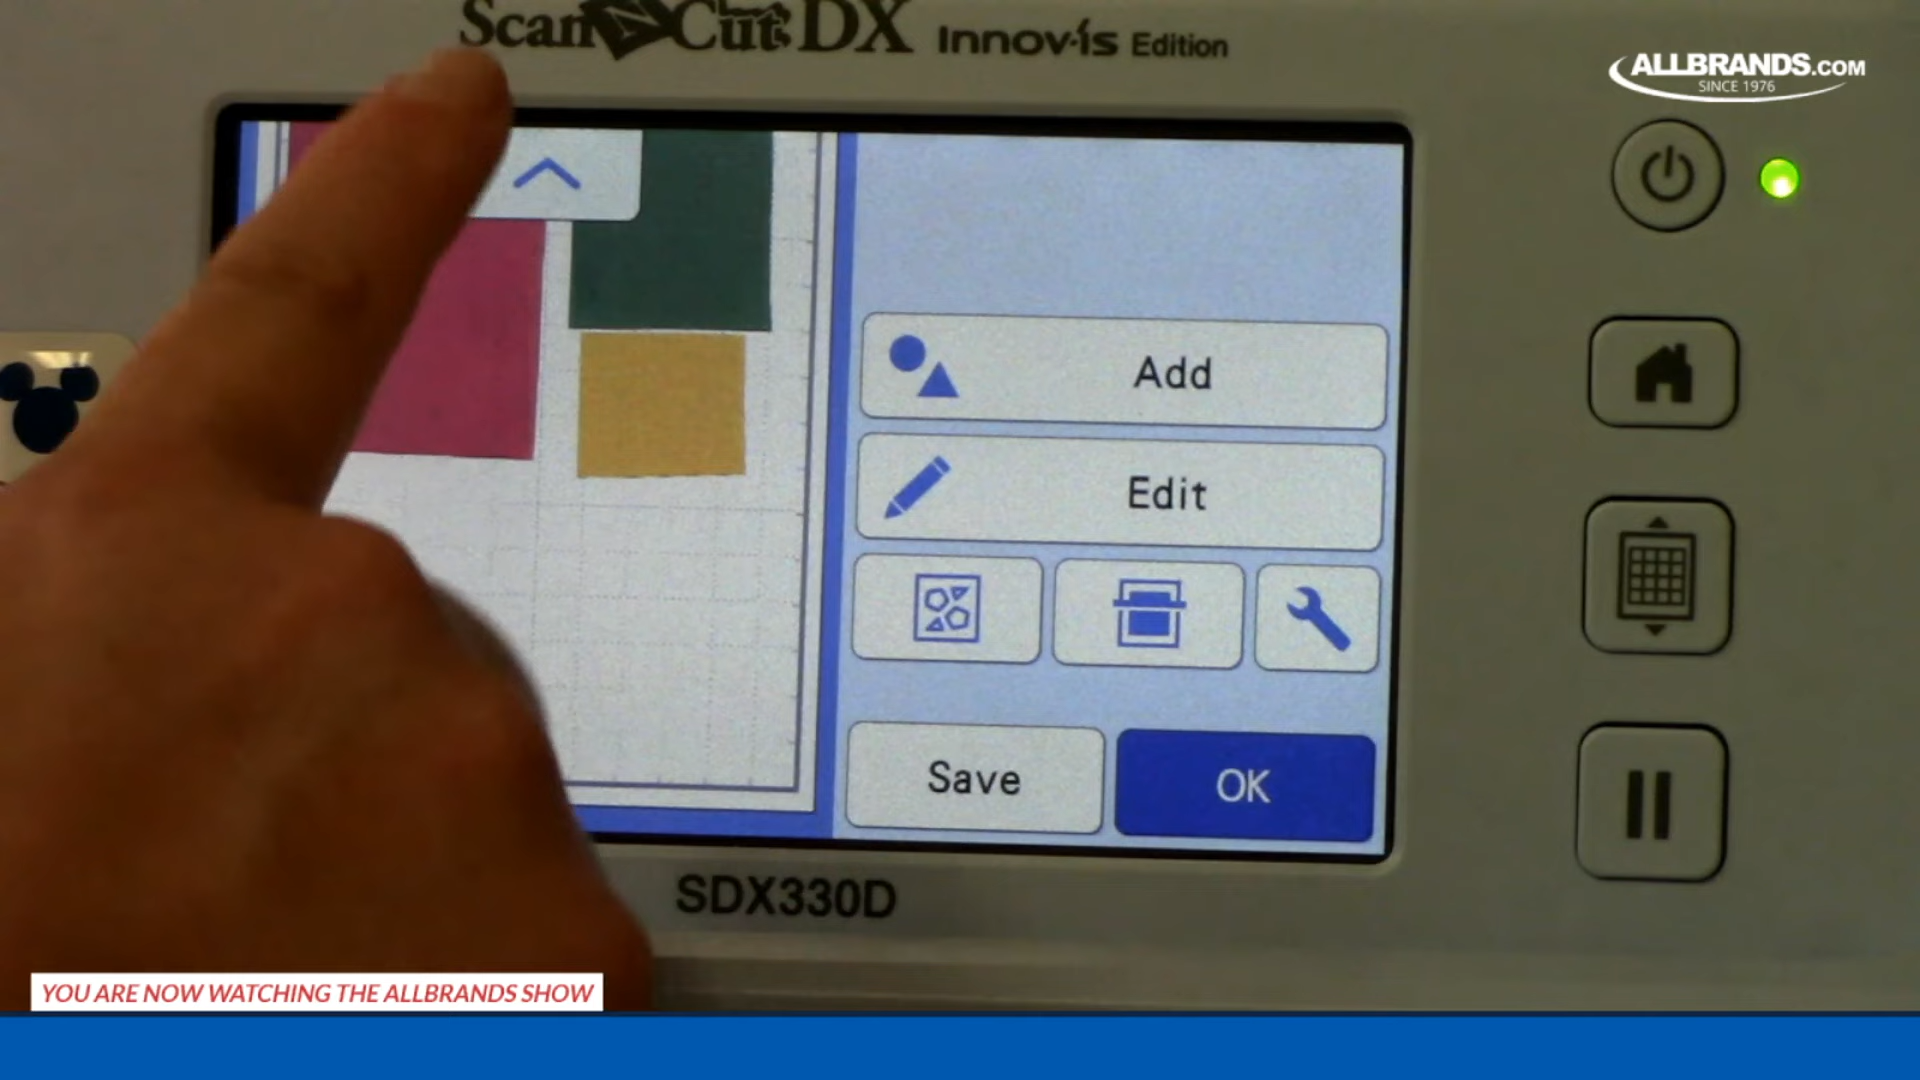 ScanNCut DX Innov-ís Edition
ALLBRANDS.COM
SINCE 1976
Add
Edit
Save
OK
SDX330D
YOU ARE NOW WATCHING THE ALLBRANDS SHOW